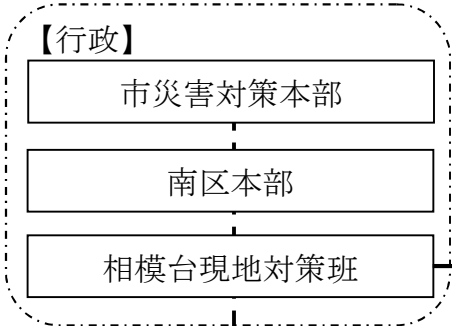 【行政】
市災害対策本部
南区本部
相模台現地対策班